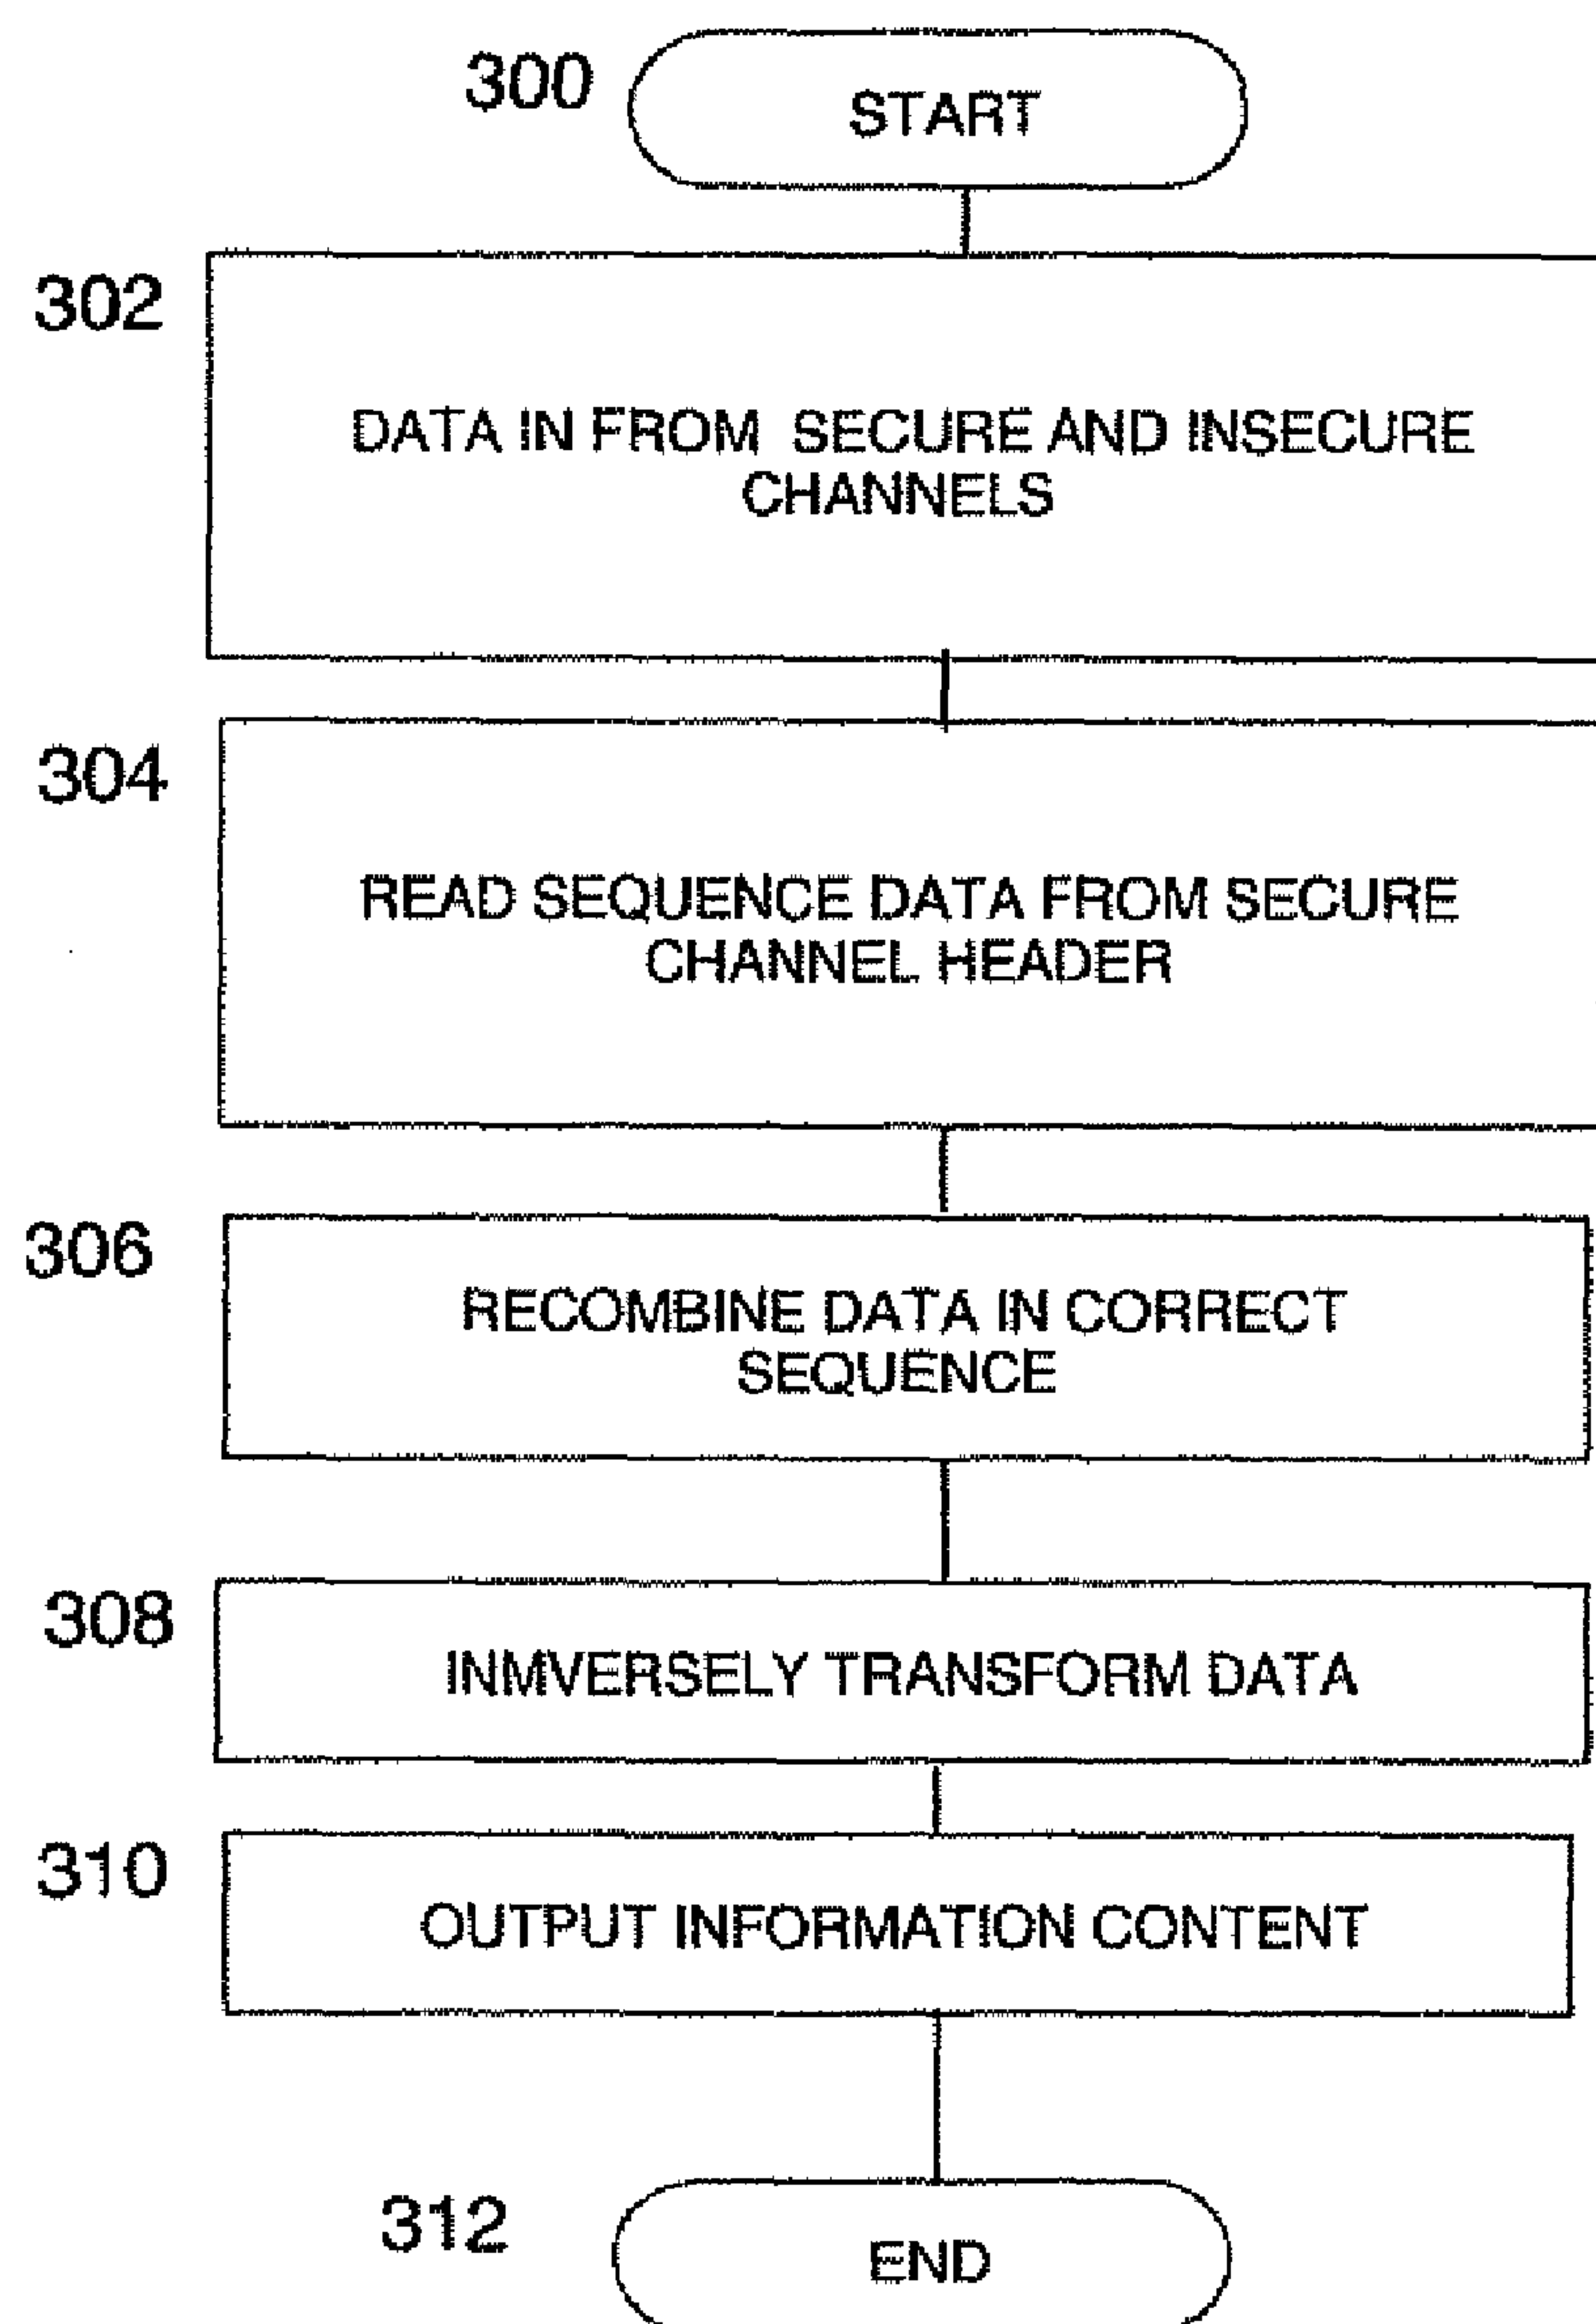 300
START
302
DATA IN FROM SECURE AND INSECURE
CHANNELS
304
READ SEQUENCE DATA FROM SECURE
CHANNEL HEADER
306
RECOMBINE DATA IN CORRECT
SEQUENCE
308
INMVERSELY TRANSFORM DATA
310
OUTPUT INFORMATION CONTENT
312
END